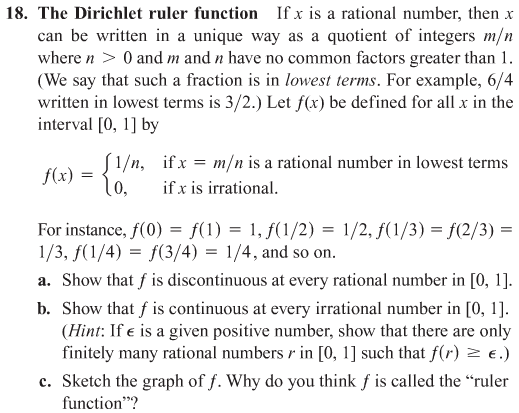 18. The Dirichlet ruler function If x is a rational number, then x
can be written in a unique way as a quotient of integers m/n
where n > 0 and m and n have no common factors greater than 1.
(We say that such a fraction is in lowest terms. For example, 6/4
written in lowest terms is 3/2.) Let f(x) be defined for all x in the
interval [0, 1] by
f(x) = {1/n, if x = m/n is a rational number in lowest terms
0, if x is irrational.
For instance, f(0) = f(1) = 1, f(1/2) = 1/2, f(1/3) = f(2/3) =
1/3, f(1/4) = f(3/4) = 1/4, and so on.
a. Show that f is discontinuous at every rational number in [0, 1].
b. Show that f is continuous at every irrational number in [0, 1].
(Hint: If ϵ is a given positive number, show that there are only
finitely many rational numbers r in [0, 1] such that f(r) ≥ ϵ.)
c. Sketch the graph of f. Why do you think f is called the “ruler
function”?